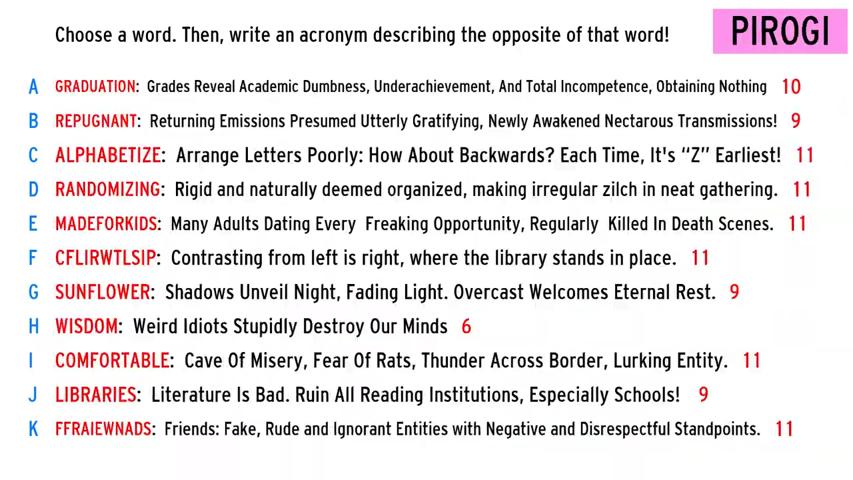 Choose a word. Then, write an acronym describing the opposite of that word!
PIROGI
A GRADUATION: Grades Reveal Academic Dumbness, Underachievement, And Total Incompetence, Obtaining Nothing 10
B REPUGNANT: Returning Emissions Presumed Utterly Gratifying, Newly Awakened Nectarous Transmissions! 9
C ALPHABETIZE: Arrange Letters Poorly: How About Backwards? Each Time, It's “Z” Earliest! 11
D RANDOMIZING: Rigid and naturally deemed organized, making irregular zilch in neat gathering. 11
E MADEFORKIDS: Many Adults Dating Every Freaking Opportunity, Regularly Killed In Death Scenes. 11
F CFLIRWTLSIP: Contrasting from left is right, where the library stands in place. 11
G SUNFLOWER: Shadows Unveil Night, Fading Light. Overcast Welcomes Eternal Rest. 9
H WISDOM: Weird Idiots Stupidly Destroy Our Minds 6
I COMFORTABLE: Cave Of Misery, Fear Of Rats, Thunder Across Border, Lurking Entity. 11
J LIBRARIES: Literature Is Bad. Ruin All Reading Institutions, Especially Schools! 9
K FFRAIEWNADS: Friends: Fake, Rude and Ignorant Entities with Negative and Disrespectful Standpoints. 11